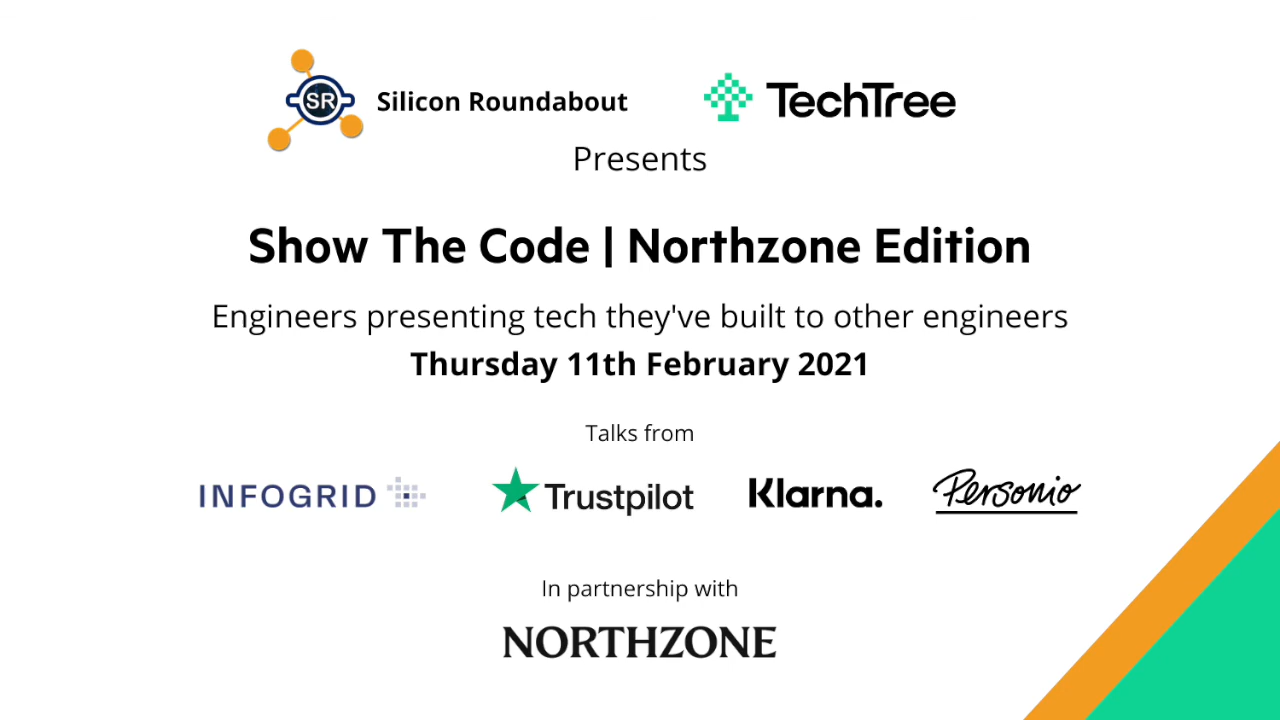 SR Silicon Roundabout TechTree
Presents
Show The Code | Northzone Edition
Engineers presenting tech they've built to other engineers
Thursday 11th February 2021
Talks from
INFOGRID Trustpilot Klarna. Personio
In partnership with
NORTHZONE